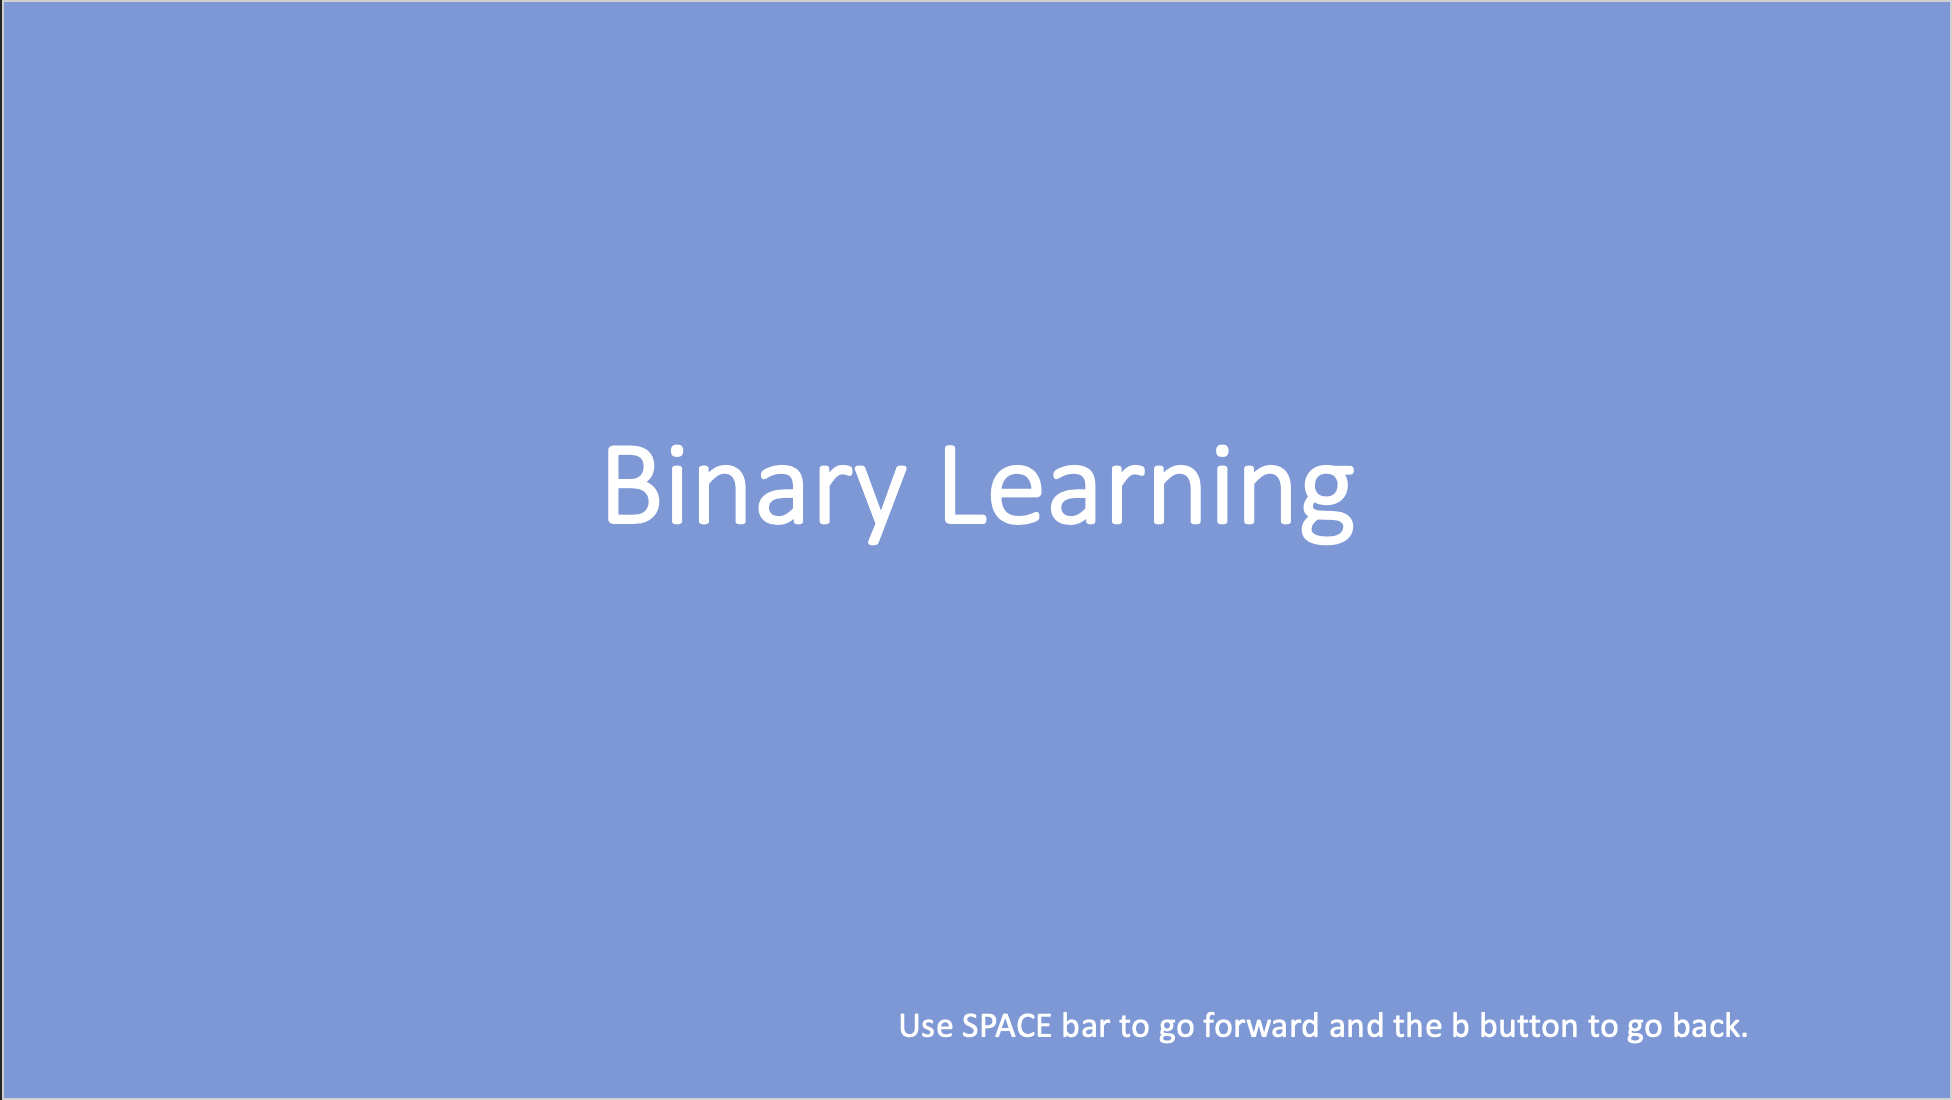 Binary Learning
Use SPACE bar to go forward and the b button to go back.